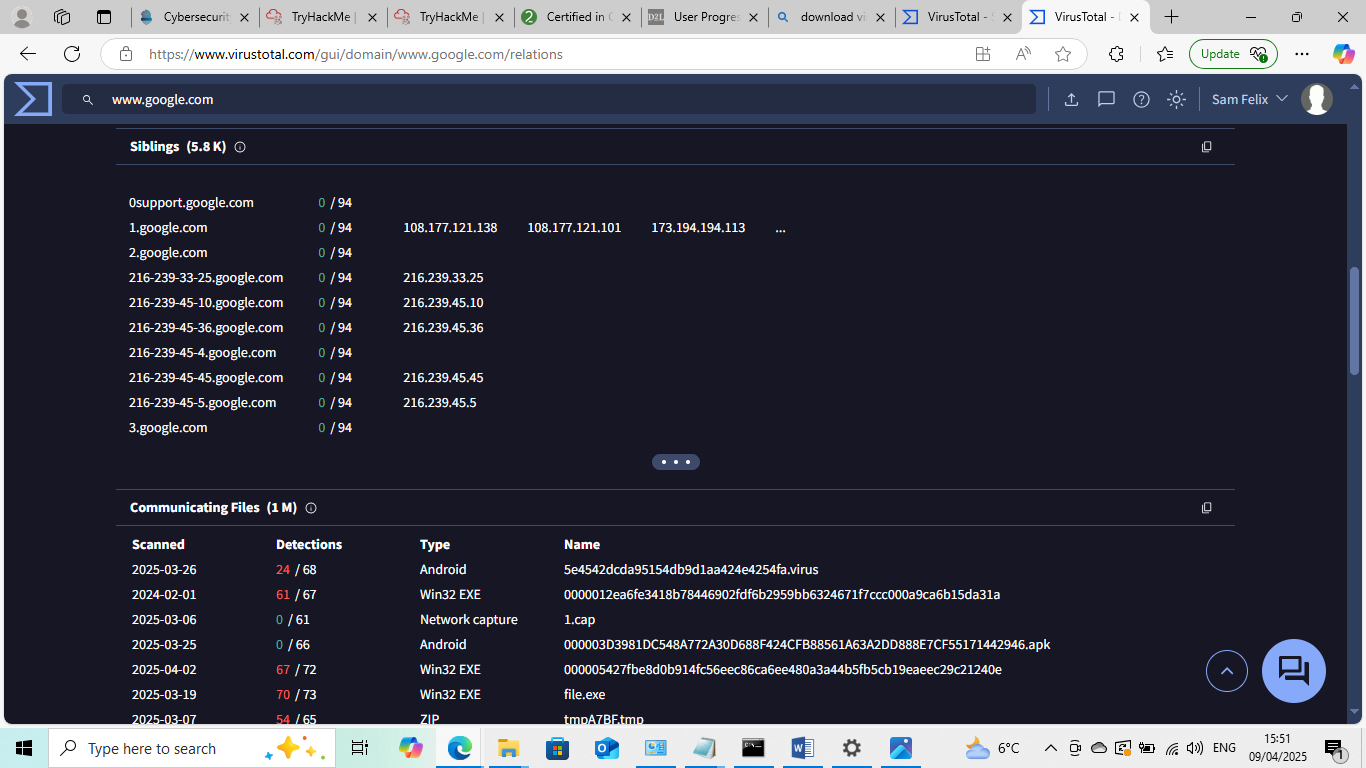 Cybersecurit
TryHackMe |
TryHackMe |
Certified in C
D2L User Progres
download vi
VirusTotal -
VirusTotal -
https://www.virustotal.com/gui/domain/www.google.com/relations
Update
www.google.com
Sam Felix
Siblings (5.8 K)
0support.google.com 0 / 94
1.google.com 0 / 94 108.177.121.138 108.177.121.101 173.194.194.113 ...
2.google.com 0 / 94
216-239-33-25.google.com 0 / 94 216.239.33.25
216-239-45-10.google.com 0 / 94 216.239.45.10
216-239-45-36.google.com 0 / 94 216.239.45.36
216-239-45-4.google.com 0 / 94
216-239-45-45.google.com 0 / 94 216.239.45.45
216-239-45-5.google.com 0 / 94 216.239.45.5
3.google.com 0 / 94
Communicating Files (1 M)
Scanned Detections Type Name
2025-03-26 24 / 68 Android 5e4542dcda95154db9d1aa424e4254fa.virus
2024-02-01 61 / 67 Win32 EXE 0000012ea6fe3418b78446902fdf6b2959bb6324671f7ccc000a9ca6b15da31a
2025-03-06 0 / 61 Network capture 1.cap
2025-03-25 0 / 66 Android 000003D3981DC548A772A30D688F424CFB88561A63A2DD888E7CF55171442946.apk
2025-04-02 67 / 72 Win32 EXE 000005427fbe8d0b914fc56eec86ca6ee480a3a44b5fb5cb19eaeec29c21240e
2025-03-19 70 / 73 Win32 EXE file.exe
2025-03-07 54 / 65 ZIP tmpA7BF.tmp
Type here to search
6°C
ENG
15:51
09/04/2025
1